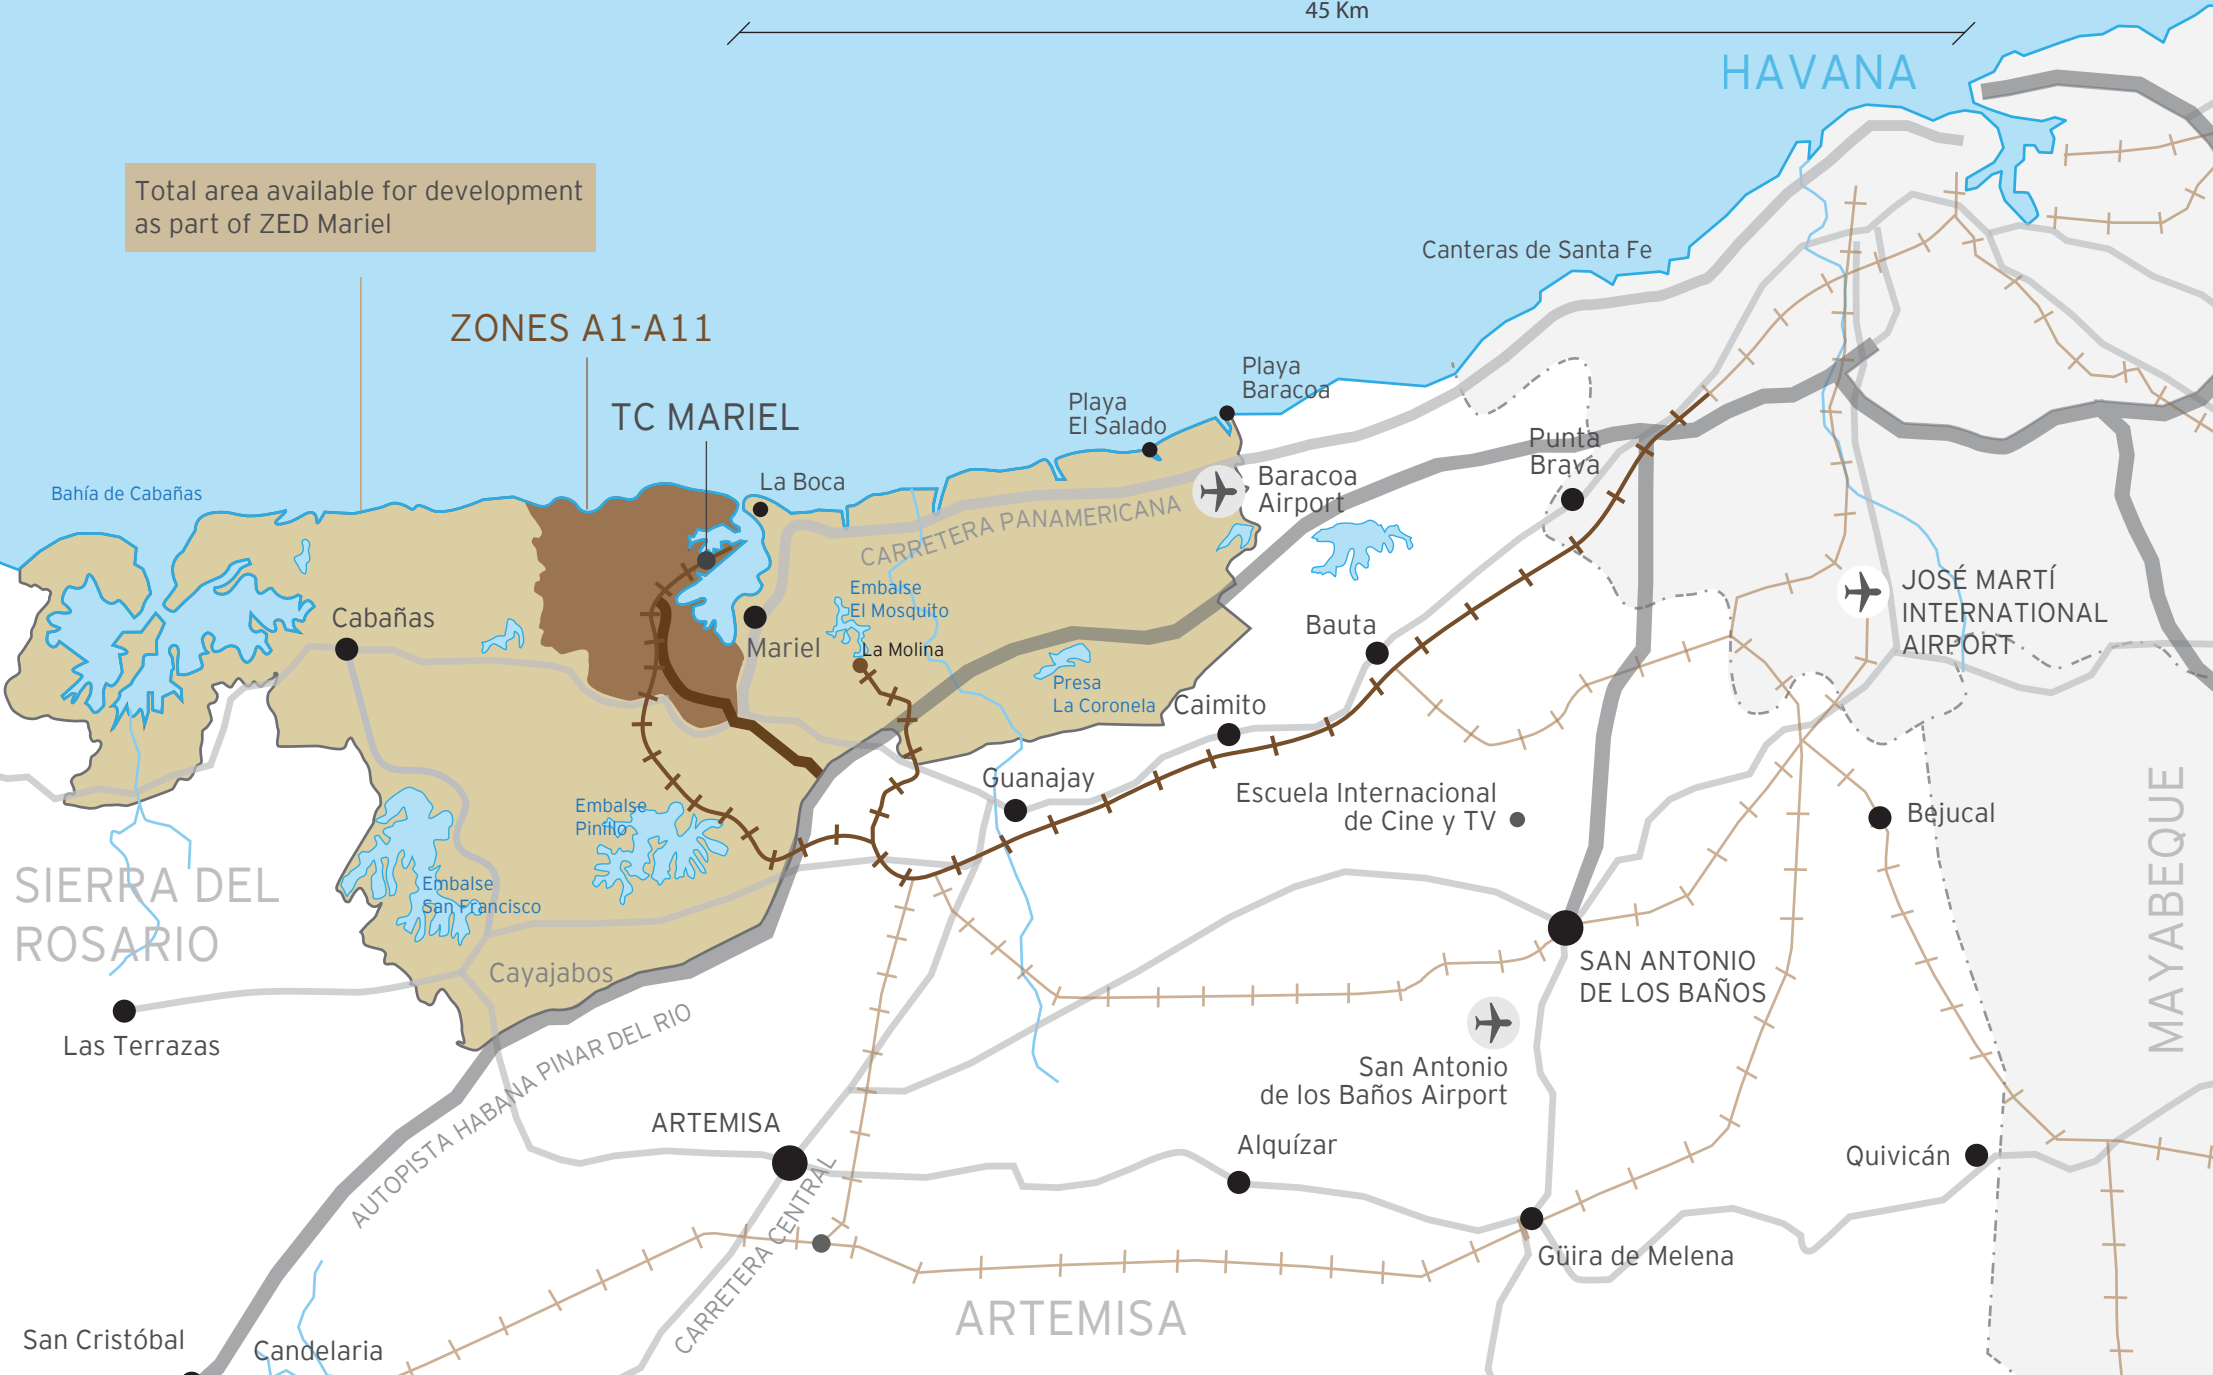 45 Km
HAVANA
Total area available for development
as part of ZED Mariel
Canteras de Santa Fe
ZONES A1-A11
Playa
Baracoa
TC MARIEL
Playa
El Salado
Punta
Brava
La Boca
Baracoa
Airport
Bahía de Cabañas
CARRETERA PANAMERICANA
Embalse
El Mosquito
JOSÉ MARTÍ
INTERNATIONAL
AIRPORT
Cabañas
Bauta
Mariel
La Molina
Presa
La Coronela
Caimito
Guanajay
Escuela Internacional
de Cine y TV
Embalse
Pinillo
Bejucal
MAYABEQUE
SIERRA DEL
ROSARIO
Embalse
San Francisco
Cayajabos
SAN ANTONIO
DE LOS BAÑOS
Las Terrazas
AUTOPISTA HABANA PINAR DEL RIO
San Antonio
de los Baños Airport
ARTEMISA
Alquízar
Quivicán
CARRETERA CENTRAL
Güira de Melena
ARTEMISA
San Cristóbal
Candelaria